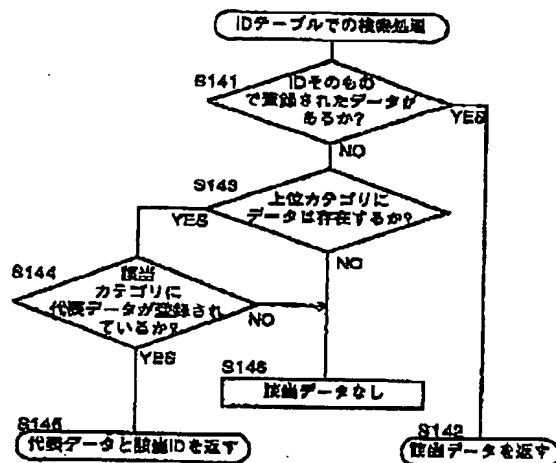 IDテーブルでの検索処理
S141
IDそのもの
で登録されたデータが
あるか?
YES
NO
S143
上位カテゴリに
データは存在するか?
YES
NO
S144
該当
カテゴリに
代表データが登録され
ているか?
NO
YES
S146
該当データなし
S145
代表データと該当IDを返す
S142
該当データを返す